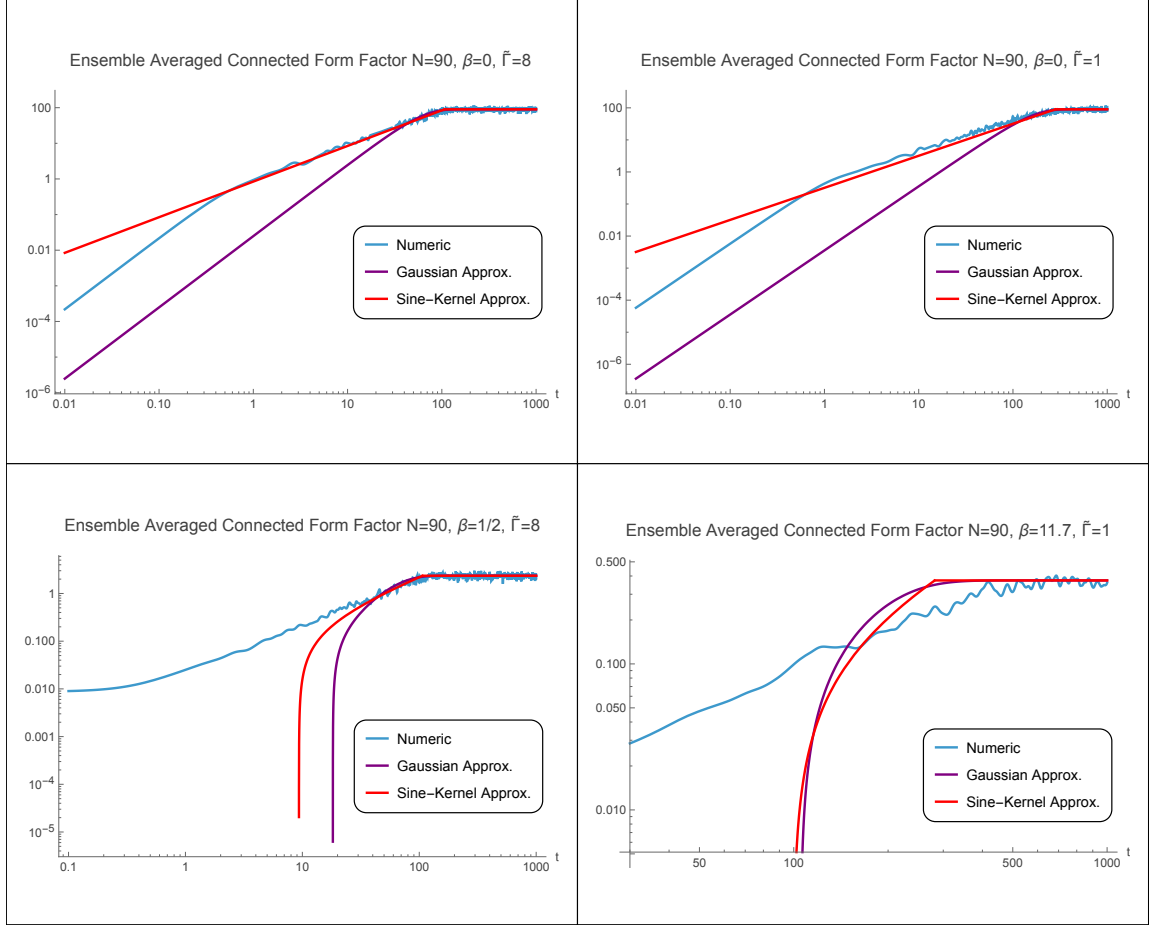 Ensemble Averaged Connected Form Factor N=90, β=0, Γ̃=8
100
1
0.01
10^-4
10^-6
0.01 0.10 1 10 100 1000 t
Numeric
Gaussian Approx.
Sine-Kernel Approx.
Ensemble Averaged Connected Form Factor N=90, β=0, Γ̃=1
100
1
0.01
10^-4
10^-6
0.01 0.10 1 10 100 1000 t
Numeric
Gaussian Approx.
Sine-Kernel Approx.
Ensemble Averaged Connected Form Factor N=90, β=1/2, Γ̃=8
1
0.100
0.010
0.001
10^-4
10^-5
0.1 1 10 100 1000 t
Numeric
Gaussian Approx.
Sine-Kernel Approx.
Ensemble Averaged Connected Form Factor N=90, β=11.7, Γ̃=1
0.500
0.100
0.050
0.010
50 100 500 1000 t
Numeric
Gaussian Approx.
Sine-Kernel Approx.